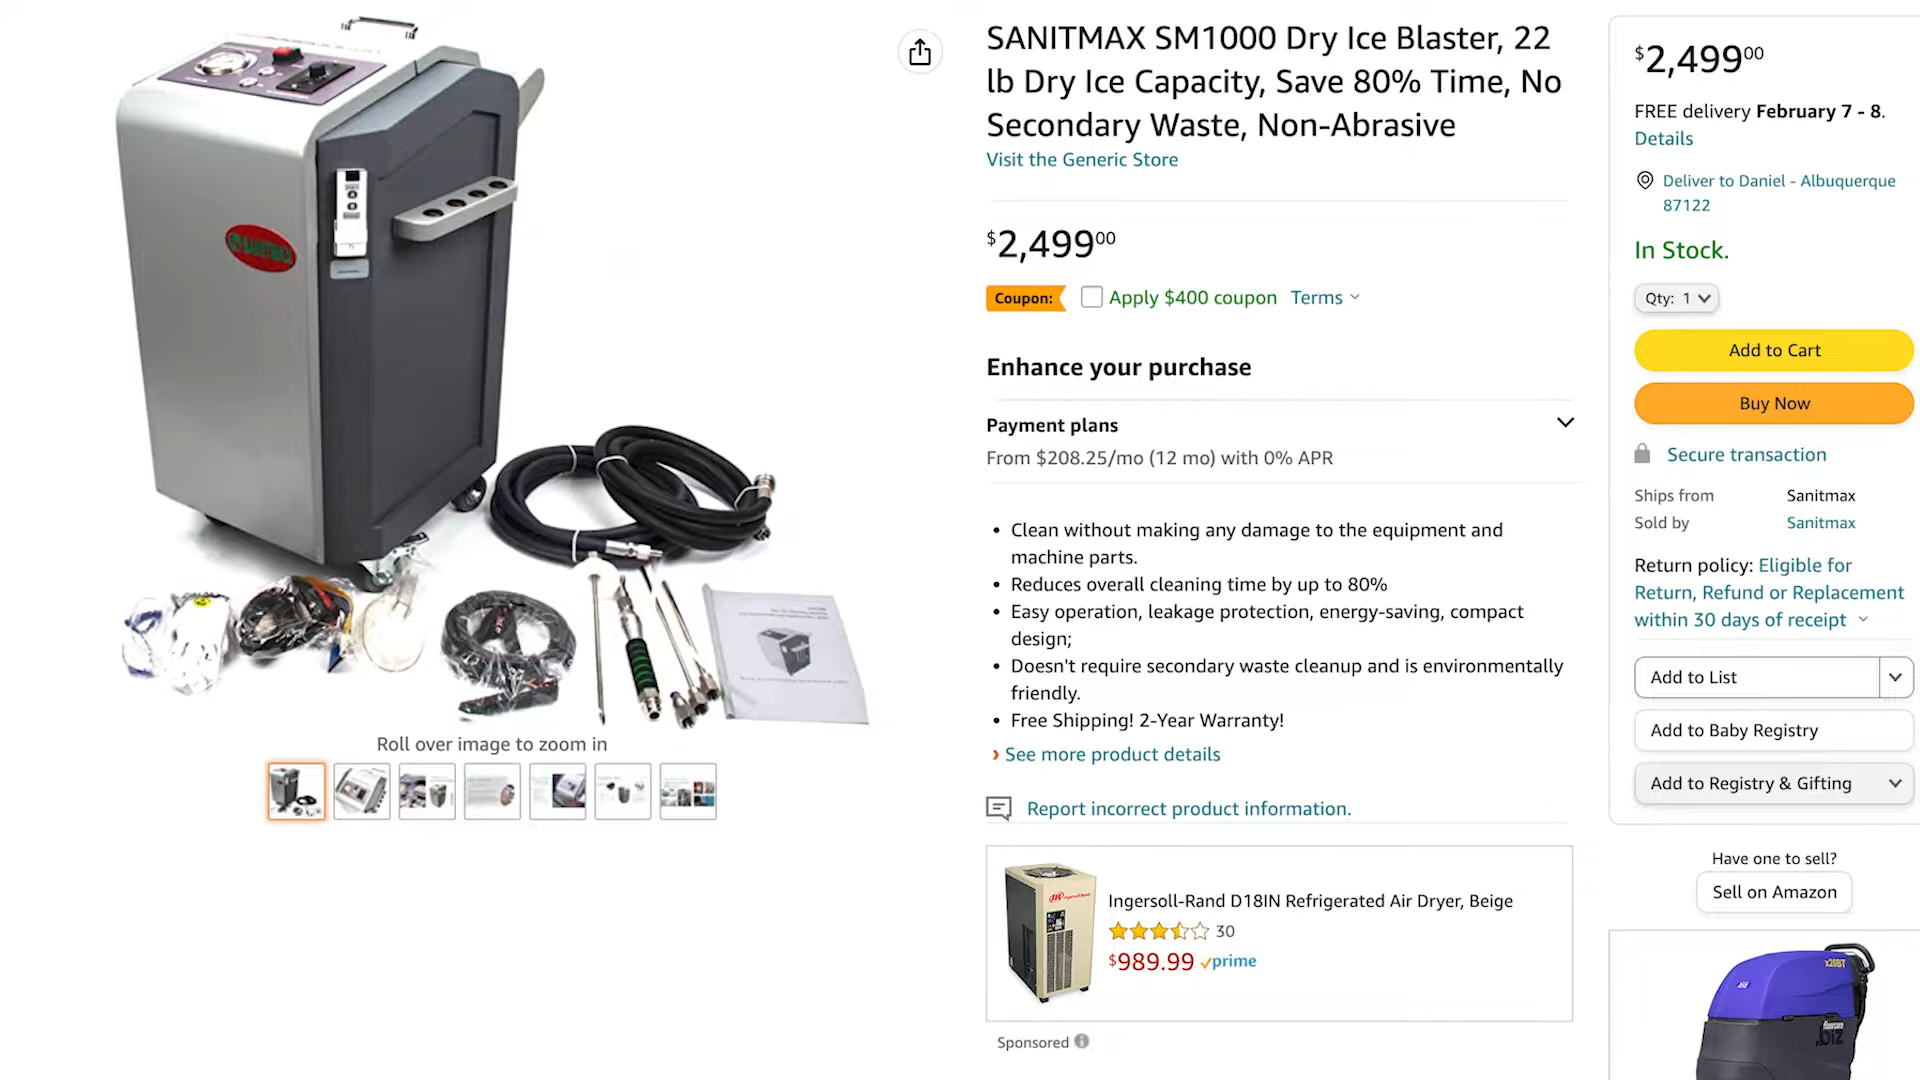 SANITMAX
SANITMAX SM1000 Dry Ice Blaster, 22
lb Dry Ice Capacity, Save 80% Time, No
Secondary Waste, Non-Abrasive
Visit the Generic Store
$2,499.00
Coupon: Apply $400 coupon Terms
Enhance your purchase
Payment plans
From $208.25/mo (12 mo) with 0% APR
• Clean without making any damage to the equipment and
machine parts.
• Reduces overall cleaning time by up to 80%
• Easy operation, leakage protection, energy-saving, compact
design;
• Doesn't require secondary waste cleanup and is environmentally
friendly.
• Free Shipping! 2-Year Warranty!
› See more product details
Report incorrect product information.
Roll over image to zoom in
Ingersoll-Rand D18IN Refrigerated Air Dryer, Beige
30
$989.99 prime
Sponsored
$2,499.00
FREE delivery February 7 - 8.
Details
Deliver to Daniel - Albuquerque
87122
In Stock.
Qty: 1
Add to Cart
Buy Now
Secure transaction
Ships from Sanitmax
Sold by Sanitmax
Return policy: Eligible for
Return, Refund or Replacement
within 30 days of receipt
Add to List
Add to Baby Registry
Add to Registry & Gifting
Have one to sell?
Sell on Amazon
x20BT
floorcare
.biz